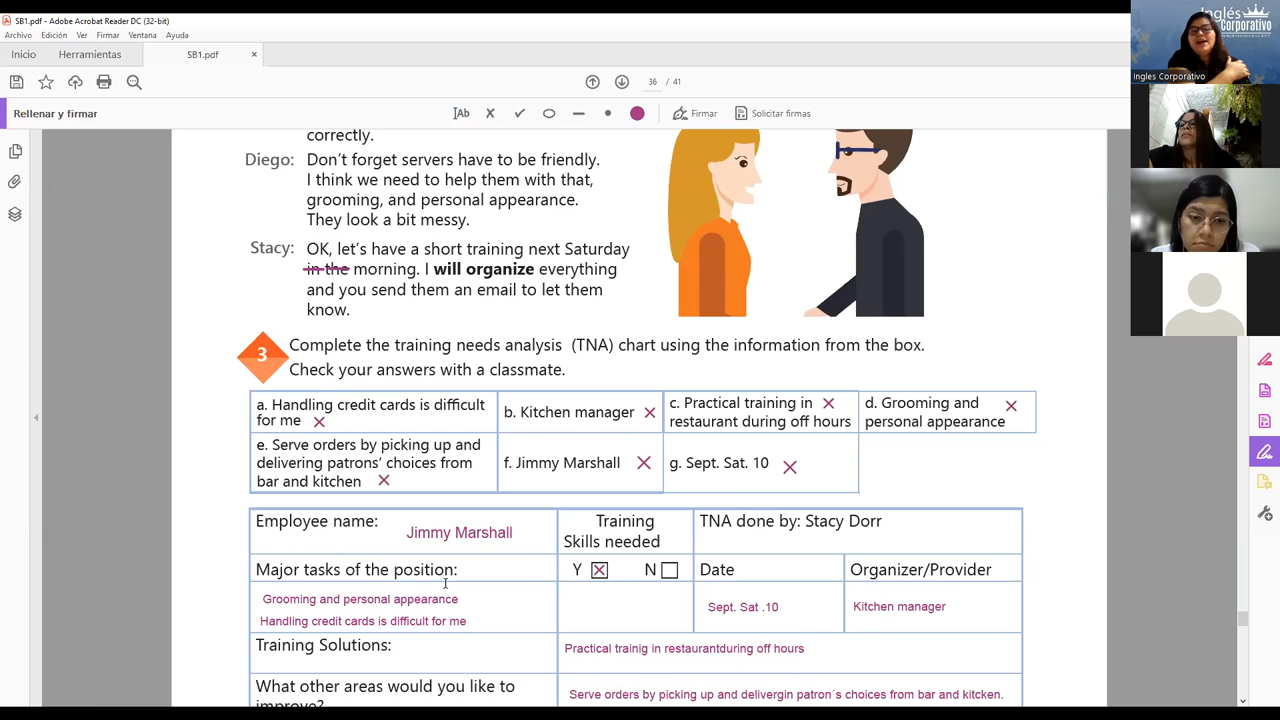 SB1.pdf - Adobe Acrobat Reader DC (32-bit)
Archivo Edición Ver Firmar Ventana Ayuda
Inicio Herramientas SB1.pdf ×
36 / 41
Rellenar y firmar
Ab Firmar Solicitar firmas
Inglés
Corporativo
Ingles Corporativo
correctly.
Diego: Don't forget servers have to be friendly.
I think we need to help them with that,
grooming, and personal appearance.
They look a bit messy.
Stacy: OK, let's have a short training next Saturday
in the morning. I will organize everything
and you send them an email to let them
know.
3 Complete the training needs analysis (TNA) chart using the information from the box.
Check your answers with a classmate.
a. Handling credit cards is difficult
for me
b. Kitchen manager
c. Practical training in
restaurant during off hours
d. Grooming and
personal appearance
e. Serve orders by picking up and
delivering patrons' choices from
bar and kitchen
f. Jimmy Marshall
g. Sept. Sat. 10
Employee name: Jimmy Marshall
Training
Skills needed
TNA done by: Stacy Dorr
Major tasks of the position:
Y N
Date
Organizer/Provider
Grooming and personal appearance
Handling credit cards is difficult for me
Sept. Sat .10
Kitchen manager
Training Solutions:
Practical trainig in restaurantduring off hours
What other areas would you like to
improve?
Serve orders by picking up and delivergin patron´s choices from bar and kictken.